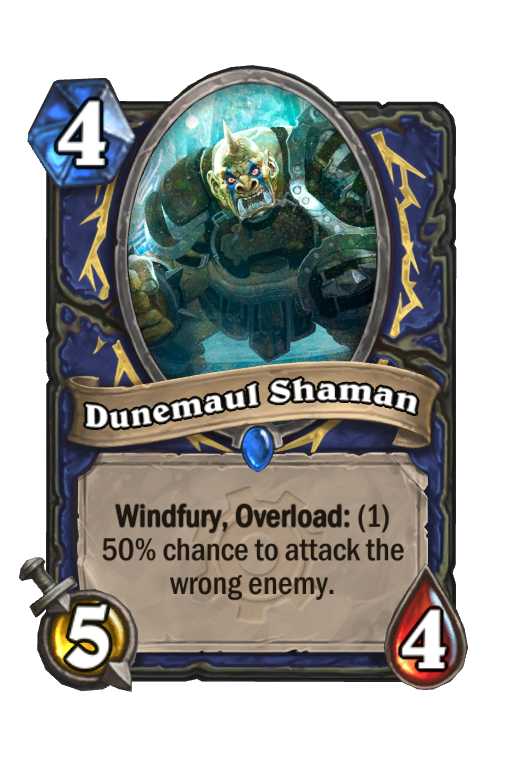 4
Dunemaul Shaman
Windfury, Overload: (1)
50% chance to attack the
wrong enemy.
5
4